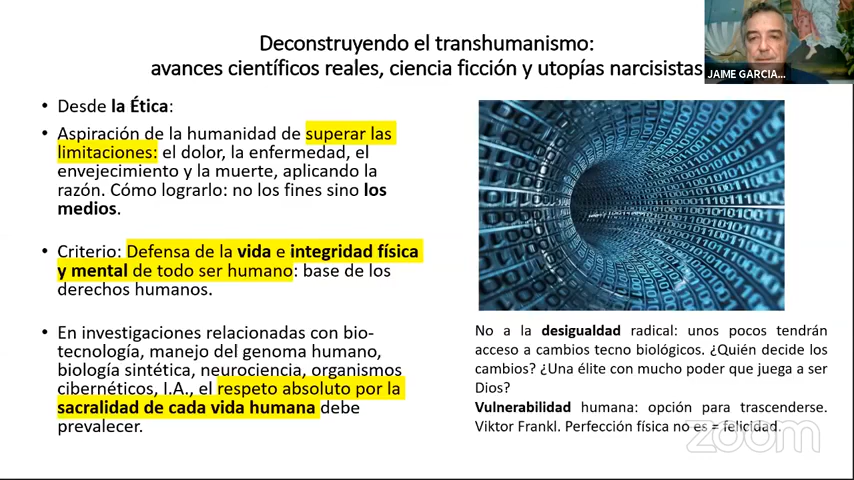 Deconstruyendo el transhumanismo:
avances científicos reales, ciencia ficción y utopías narcisistas
JAIME GARCIA...
• Desde la Ética:
• Aspiración de la humanidad de superar las
limitaciones: el dolor, la enfermedad, el
envejecimiento y la muerte, aplicando la
razón. Cómo lograrlo: no los fines sino los
medios.
• Criterio: Defensa de la vida e integridad física
y mental de todo ser humano: base de los
derechos humanos.
• En investigaciones relacionadas con bio-
tecnología, manejo del genoma humano,
biología sintética, neurociencia, organismos
cibernéticos, I.A., el respeto absoluto por la
sacralidad de cada vida humana debe
prevalecer.
No a la desigualdad radical: unos pocos tendrán
acceso a cambios tecno biológicos. ¿Quién decide los
cambios? ¿Una élite con mucho poder que juega a ser
Dios?
Vulnerabilidad humana: opción para trascenderse.
Viktor Frankl. Perfección física no es = felicidad.
zoom